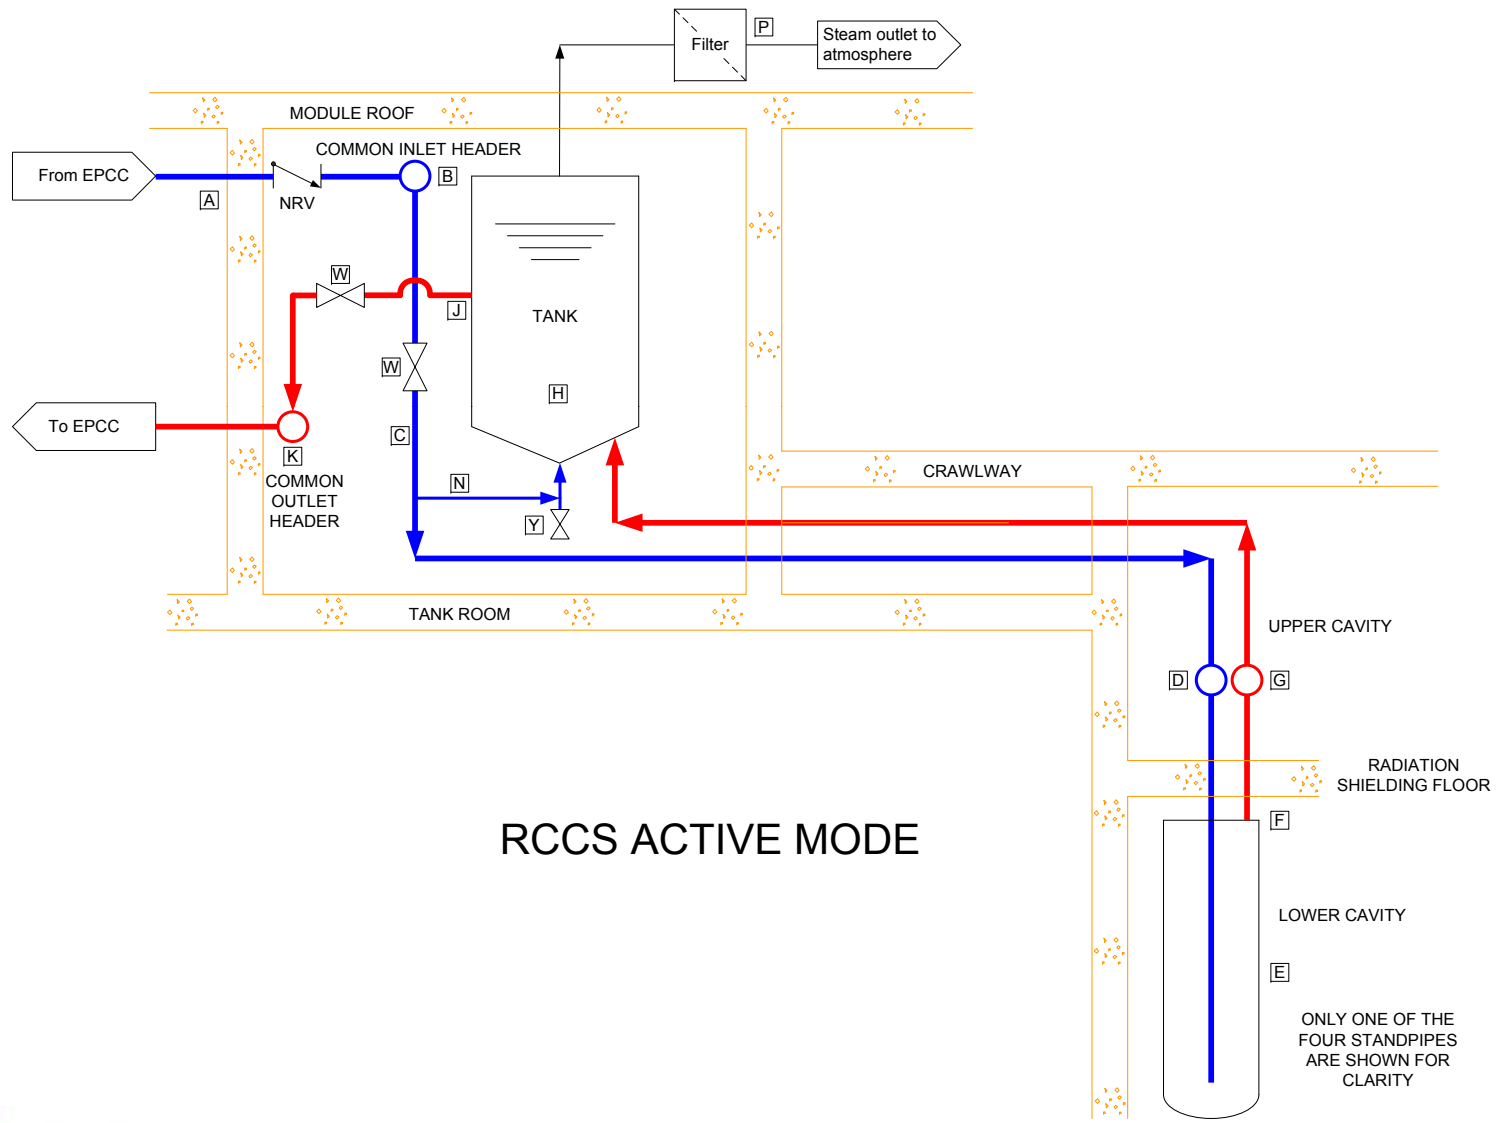 P
Steam outlet to
atmosphere
Filter
MODULE ROOF
COMMON INLET HEADER
From EPCC
B
A
NRV
W
J
TANK
W
H
To EPCC
C
K
COMMON
OUTLET
HEADER
N
Y
CRAWLWAY
TANK ROOM
UPPER CAVITY
D
G
RADIATION
SHIELDING FLOOR
F
RCCS ACTIVE MODE
LOWER CAVITY
E
ONLY ONE OF THE
FOUR STANDPIPES
ARE SHOWN FOR
CLARITY